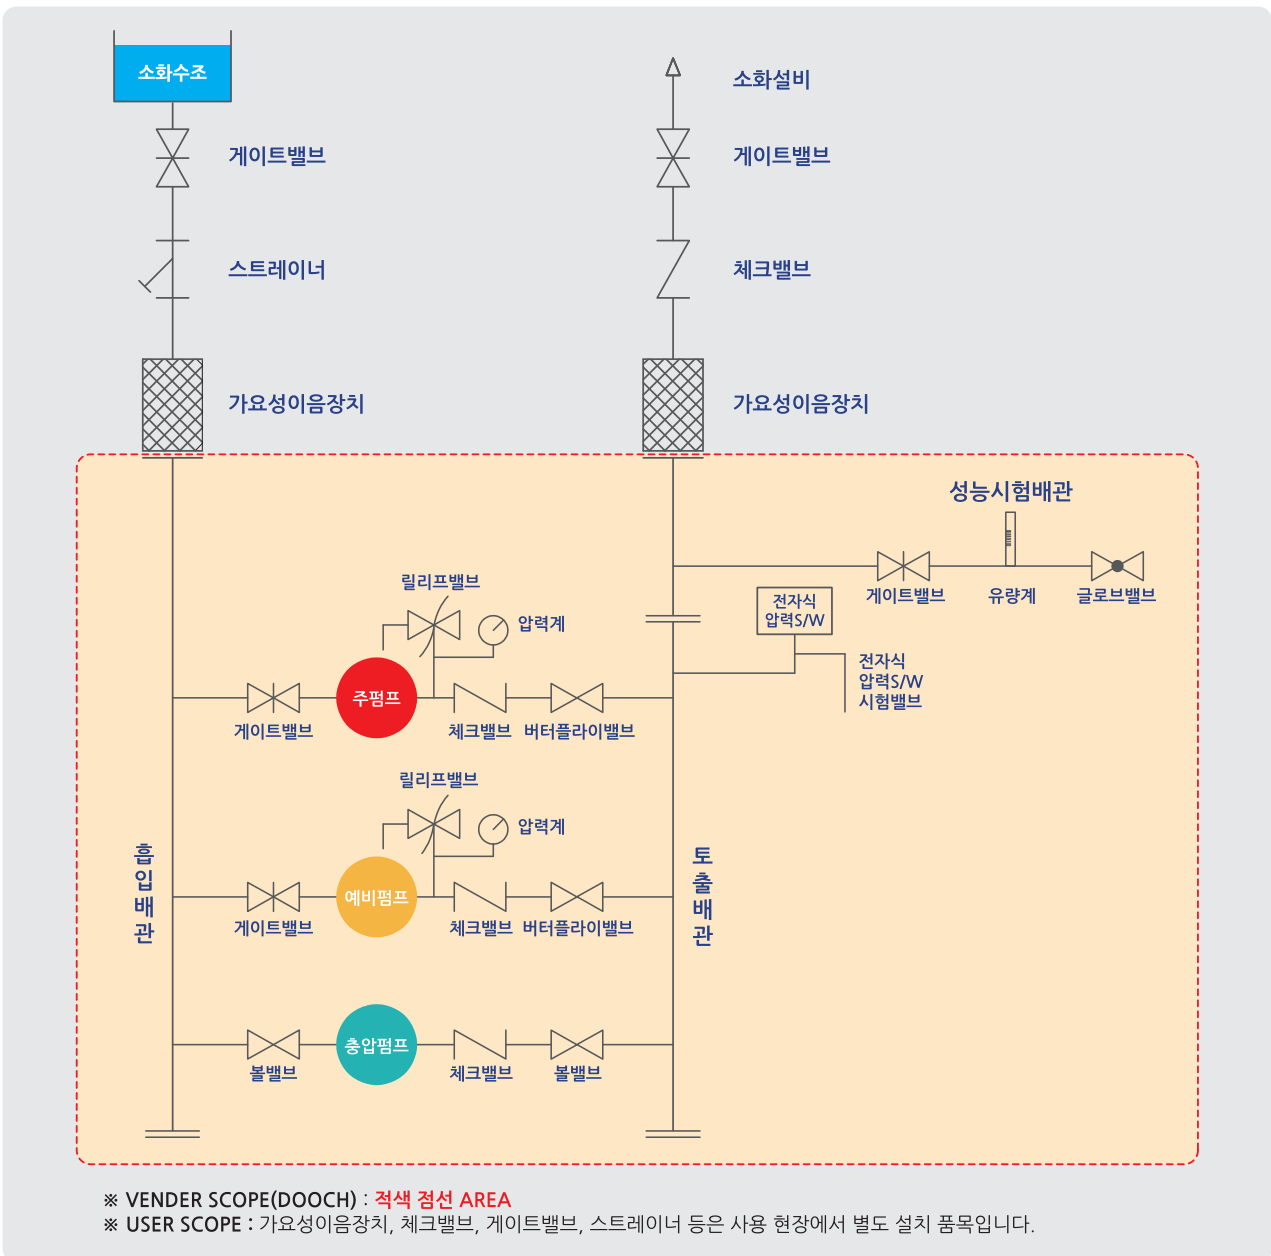 소화수조
소화설비
게이트밸브
게이트밸브
스트레이너
체크밸브
가요성이음장치
가요성이음장치
성능시험배관
게이트밸브
유량계
글로브밸브
전자식
압력S/W
전자식
압력S/W
시험밸브
릴리프밸브
압력계
주펌프
게이트밸브
체크밸브
버터플라이밸브
릴리프밸브
압력계
예비펌프
게이트밸브
체크밸브
버터플라이밸브
흡입배관
토출배관
충압펌프
볼밸브
체크밸브
볼밸브
※ VENDER SCOPE(DOOCH) : 적색 점선 AREA
※ USER SCOPE : 가요성이음장치, 체크밸브, 게이트밸브, 스트레이너 등은 사용 현장에서 별도 설치 품목입니다.